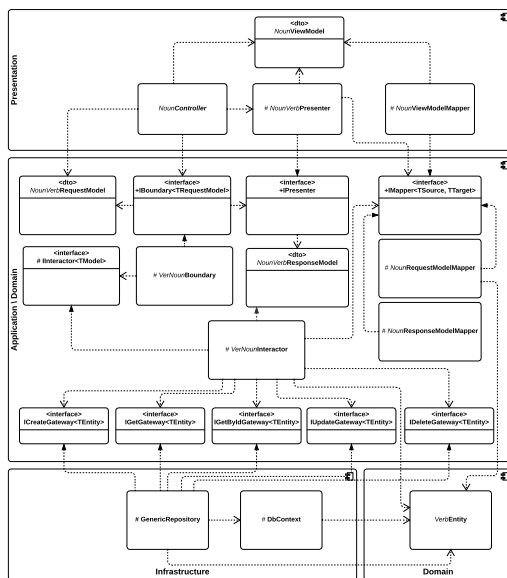 <dto>
NounViewModel
Presentation
NounController
# NounVerbPresenter
# NounViewModelMapper
Application \ Domain
<dto>
NounVerbRequestModel
<interface>
+IBoundary<TRequestModel>
<interface>
+IPresenter
<interface>
+IMapper<TSource, TTarget>
<interface>
# IInteractor<TModel>
# VerNounBoundary
<dto>
NounVerbResponseModel
# NounRequestModelMapper
# NounResponseModelMapper
# VerNounInteractor
<interface>
ICreateGateway<TEntity>
<interface>
IGetGateway<TEntity>
<interface>
IGetByIdGateway<TEntity>
<interface>
IUpdateGateway<TEntity>
<interface>
IDeleteGateway<TEntity>
# GenericRepository
# DbContext
VerbEntity
Infrastructure
Domain